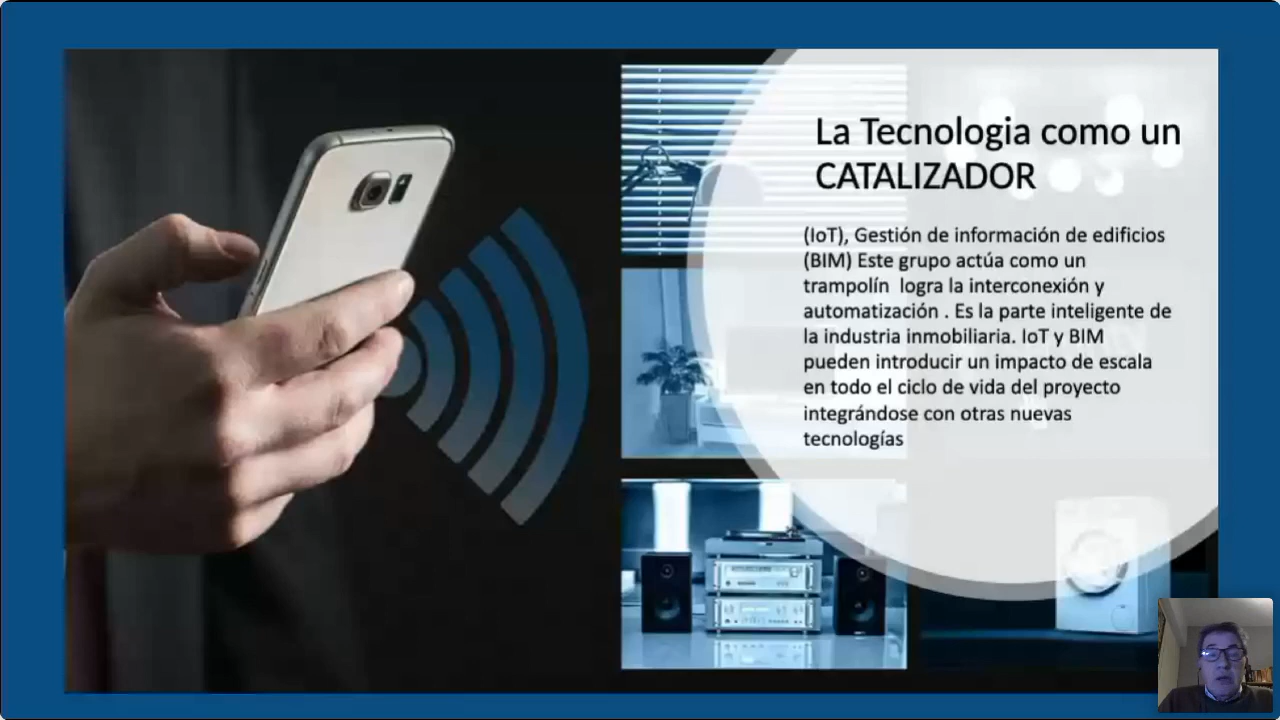 La Tecnologia como un
CATALIZADOR
(IoT), Gestión de información de edificios
(BIM) Este grupo actúa como un
trampolín  logra la interconexión y
automatización . Es la parte inteligente de
la industria inmobiliaria. IoT y BIM
pueden introducir un impacto de escala
en todo el ciclo de vida del proyecto
integrándose con otras nuevas
tecnologías